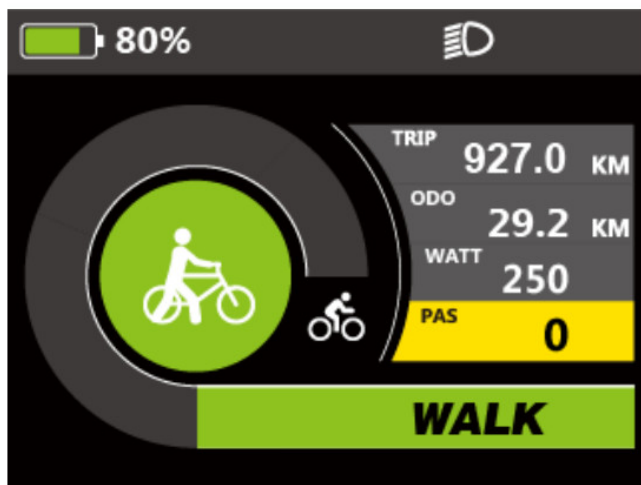 80%
TRIP 927.0 KM
ODO 29.2 KM
WATT 250
PAS 0
WALK